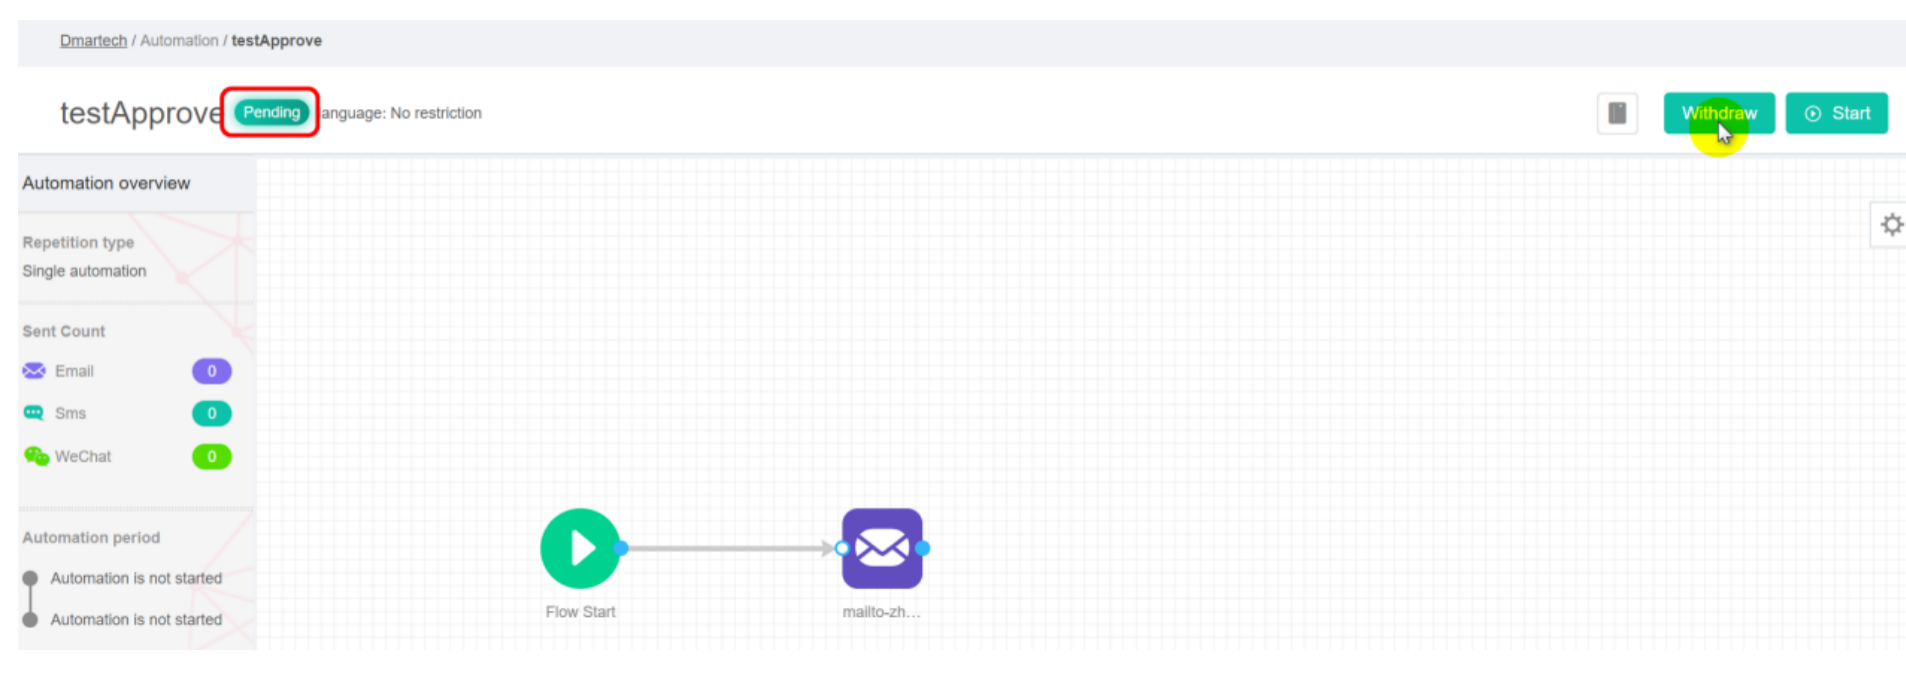 Dmartech / Automation / testApprove
testApprove Pending anguage: No restriction
Withdraw
Start
Automation overview
Repetition type
Single automation
Sent Count
Email 0
Sms 0
WeChat 0
Automation period
Automation is not started
Automation is not started
Flow Start
mailto-zh...